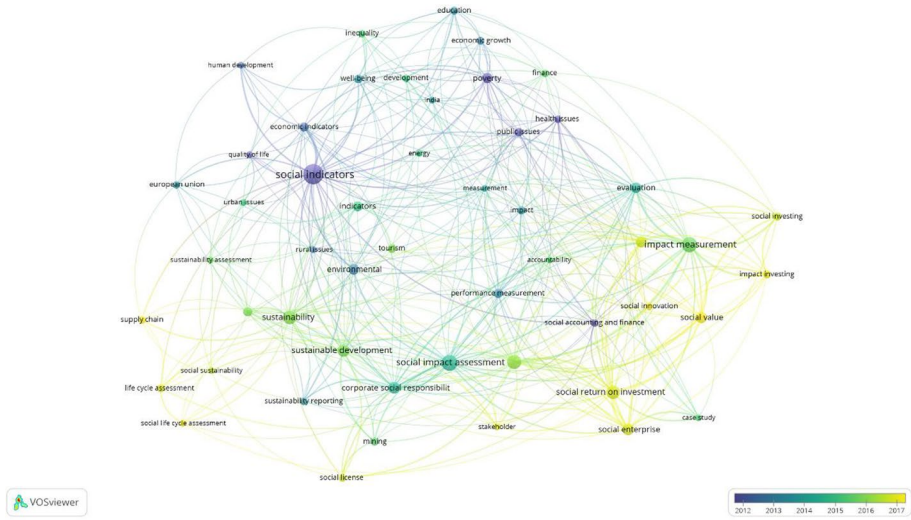 education
inequality
economic growth
human development
well-being
development
poverty
finance
india
health issues
economic indicators
public issues
quality of life
energy
social indicators
european union
measurement
evaluation
urban issues
indicators
impact
social investing
rural issues
tourism
impact measurement
sustainability assessment
accountability
environmental
impact investing
performance measurement
social innovation
supply chain
sustainability
social accounting and finance
social value
sustainable development
social impact assessment
social sustainability
life cycle assessment
corporate social responsibilit
social return on investment
sustainability reporting
case study
social life cycle assessment
stakeholder
social enterprise
mining
social license
VOSviewer
2012 2013 2014 2015 2016 2017